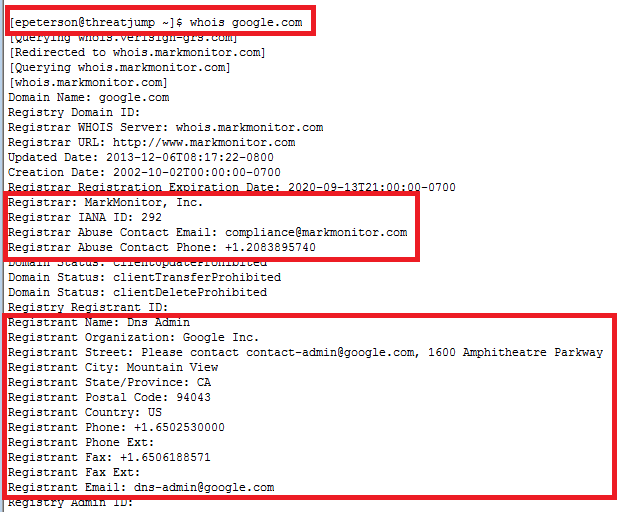 [epeterson@threatjump ~]$ whois google.com
[Querying whois.verisign-grs.com]
[Redirected to whois.markmonitor.com]
[Querying whois.markmonitor.com]
[whois.markmonitor.com]
Domain Name: google.com
Registry Domain ID:
Registrar WHOIS Server: whois.markmonitor.com
Registrar URL: http://www.markmonitor.com
Updated Date: 2013-12-06T08:17:22-0800
Creation Date: 2002-10-02T00:00:00-0700
Registrar Registration Expiration Date: 2020-09-13T21:00:00-0700
Registrar: MarkMonitor, Inc.
Registrar IANA ID: 292
Registrar Abuse Contact Email: compliance@markmonitor.com
Registrar Abuse Contact Phone: +1.2083895740
Domain Status: clientUpdateProhibited
Domain Status: clientTransferProhibited
Domain Status: clientDeleteProhibited
Registry Registrant ID:
Registrant Name: Dns Admin
Registrant Organization: Google Inc.
Registrant Street: Please contact contact-admin@google.com, 1600 Amphitheatre Parkway
Registrant City: Mountain View
Registrant State/Province: CA
Registrant Postal Code: 94043
Registrant Country: US
Registrant Phone: +1.6502530000
Registrant Phone Ext:
Registrant Fax: +1.6506188571
Registrant Fax Ext:
Registrant Email: dns-admin@google.com
Registry Admin ID: